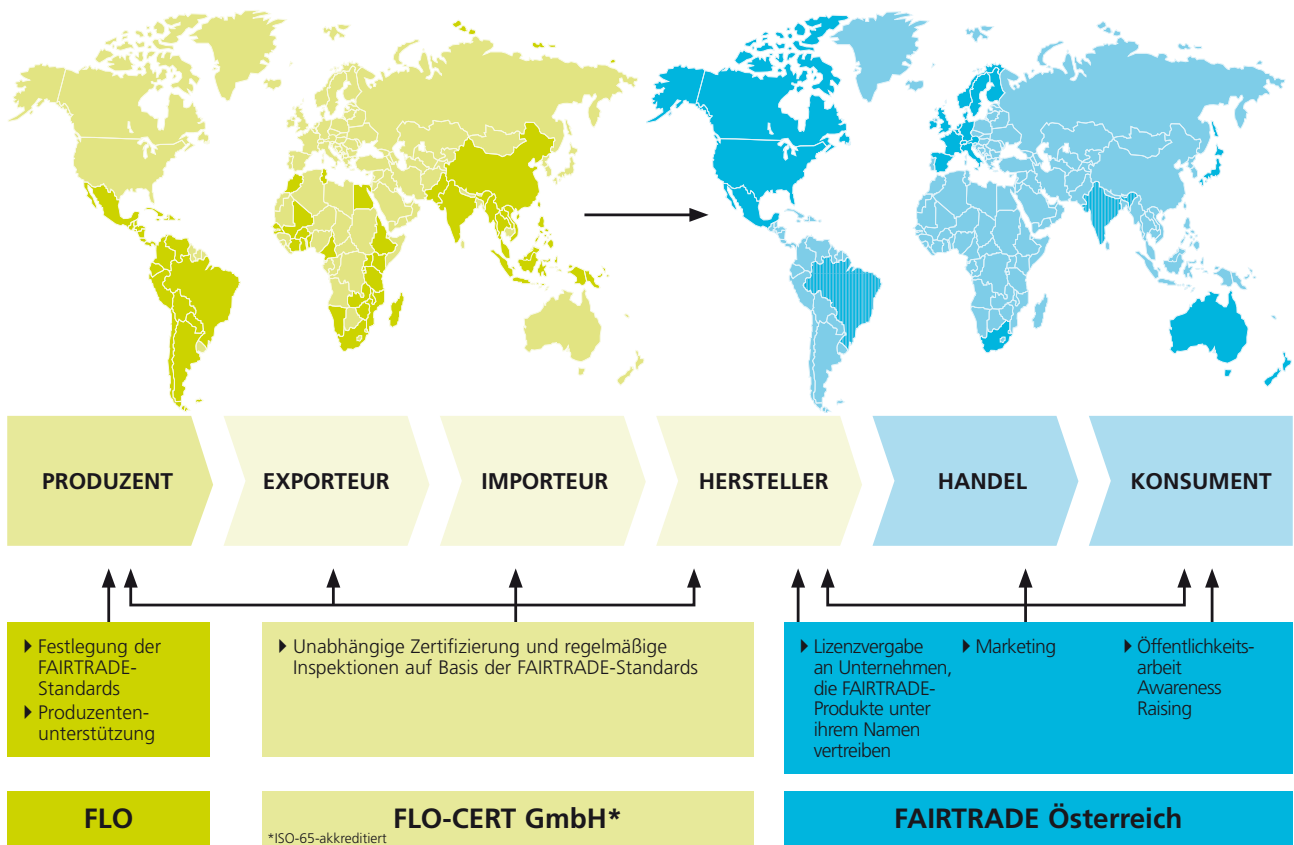 PRODUZENT
EXPORTEUR
IMPORTEUR
HERSTELLER
HANDEL
KONSUMENT
Festlegung der
FAIRTRADE-
Standards
Produzenten-
unterstützung
Unabhängige Zertifizierung und regelmäßige
Inspektionen auf Basis der FAIRTRADE-Standards
Lizenzvergabe
an Unternehmen,
die FAIRTRADE-
Produkte unter
ihrem Namen
vertreiben
Marketing
Öffentlichkeits-
arbeit
Awareness
Raising
FLO
FLO-CERT GmbH*
*ISO-65-akkreditiert
FAIRTRADE Österreich